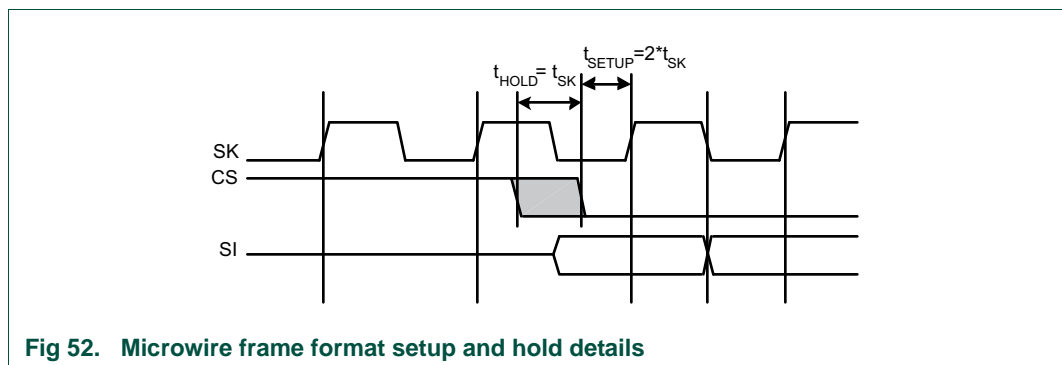 tSETUP=2*tSK
tHOLD= tSK
SK
CS
SI
Fig 52. Microwire frame format setup and hold details